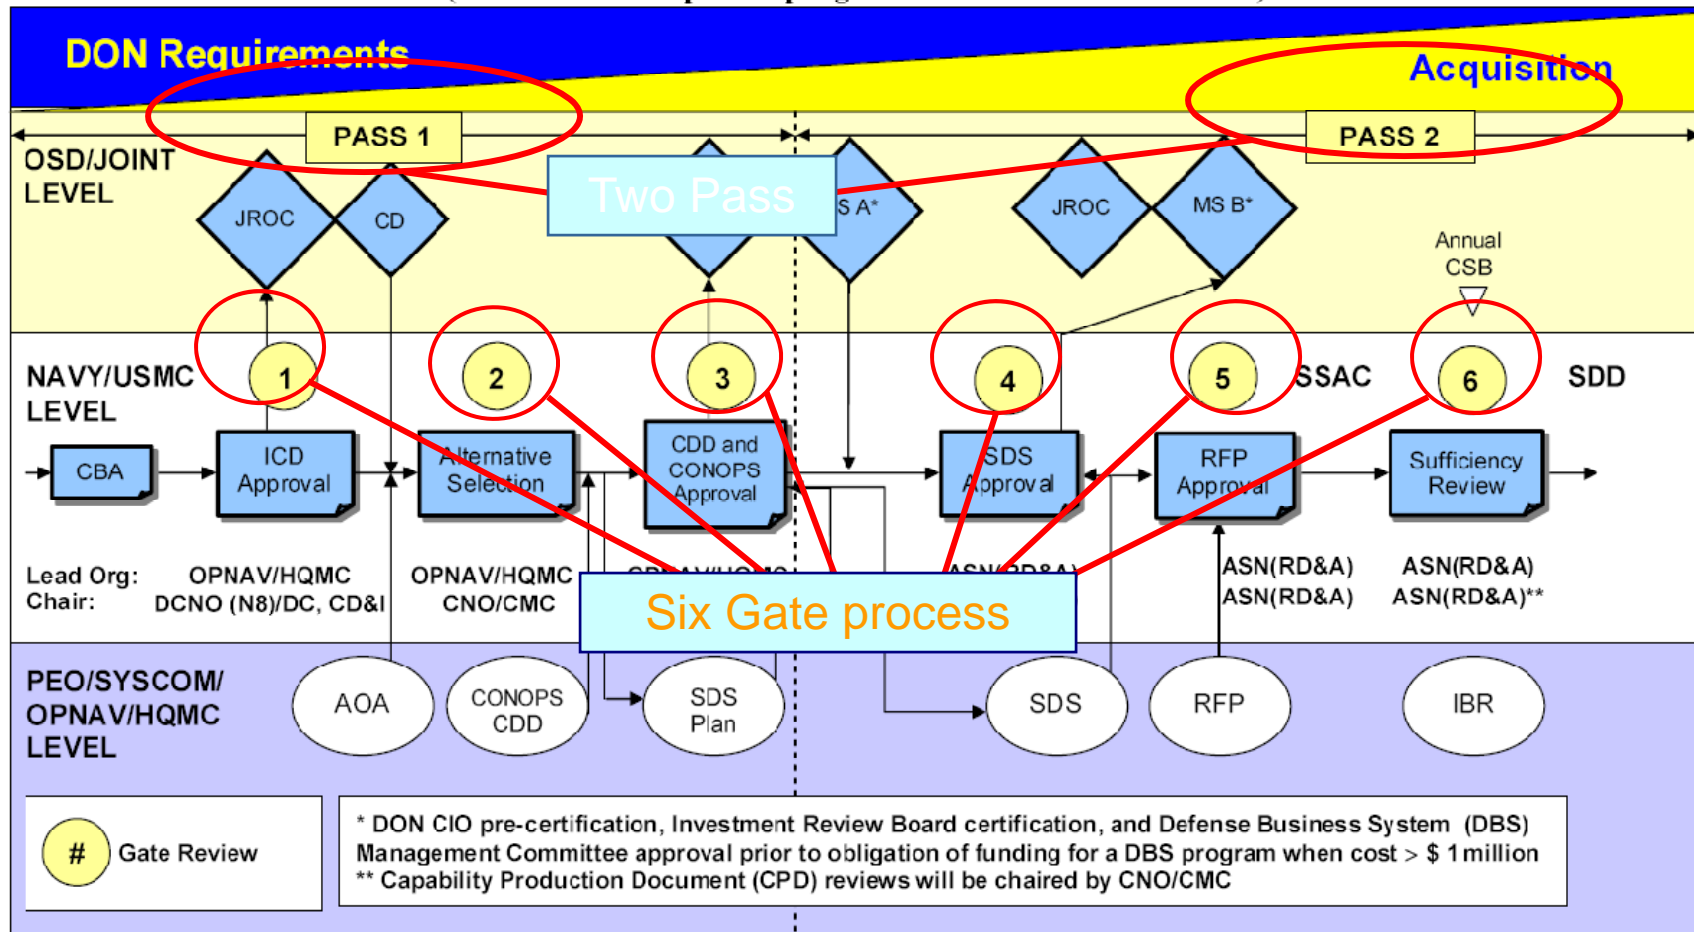 DON Requirements
Acquisition
PASS 1
PASS 2
OSD/JOINT
LEVEL
JROC
CD
Two Pass
S A*
JROC
MS B*
Annual
CSB
NAVY/USMC
LEVEL
1
2
3
4
5
SSAC
6
SDD
CBA
ICD
Approval
Alternative
Selection
CDD and
CONOPS
Approval
SDS
Approval
RFP
Approval
Sufficiency
Review
Lead Org:
Chair:
OPNAV/HQMC
DCNO (N8)/DC, CD&I
OPNAV/HQMC
CNO/CMC
ASN(RD&A)
ASN(RD&A)
ASN(RD&A)
ASN(RD&A)**
Six Gate process
PEO/SYSCOM/
OPNAV/HQMC
LEVEL
AOA
CONOPS
CDD
SDS
Plan
SDS
RFP
IBR
# Gate Review
* DON CIO pre-certification, Investment Review Board certification, and Defense Business System (DBS)
Management Committee approval prior to obligation of funding for a DBS program when cost > $ 1 million
** Capability Production Document (CPD) reviews will be chaired by CNO/CMC